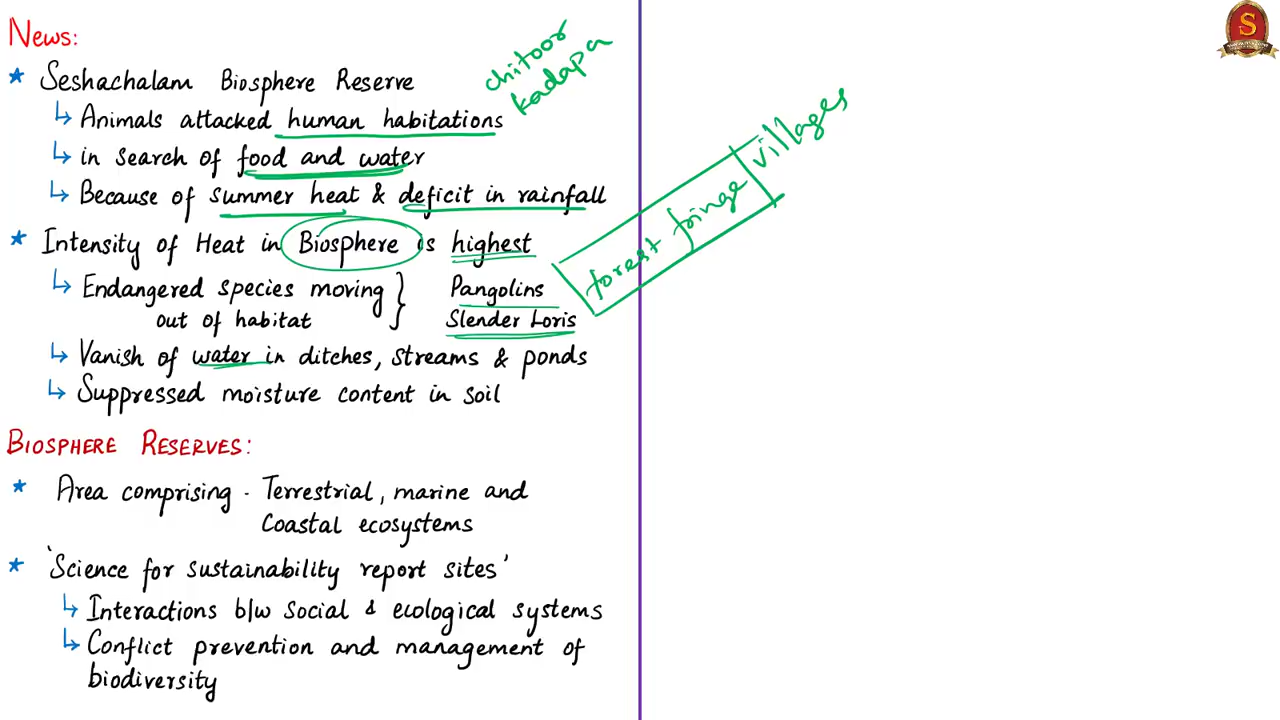 News:
* Seshachalam Biosphere Reserve
↳ Animals attacked human habitations
↳ in search of food and water
↳ Because of summer heat & deficit in rainfall
chitoor
kadapa
* Intensity of Heat in Biosphere is highest
↳ Endangered species moving } Pangolins
out of habitat Slender Loris
forest fringe villages
↳ Vanish of water in ditches, streams & ponds
↳ Suppressed moisture content in soil
BIOSPHERE RESERVES:
* Area comprising - Terrestrial, marine and
Coastal ecosystems
* 'Science for sustainability report sites'
↳ Interactions b/w social & ecological systems
↳ Conflict prevention and management of
biodiversity
S